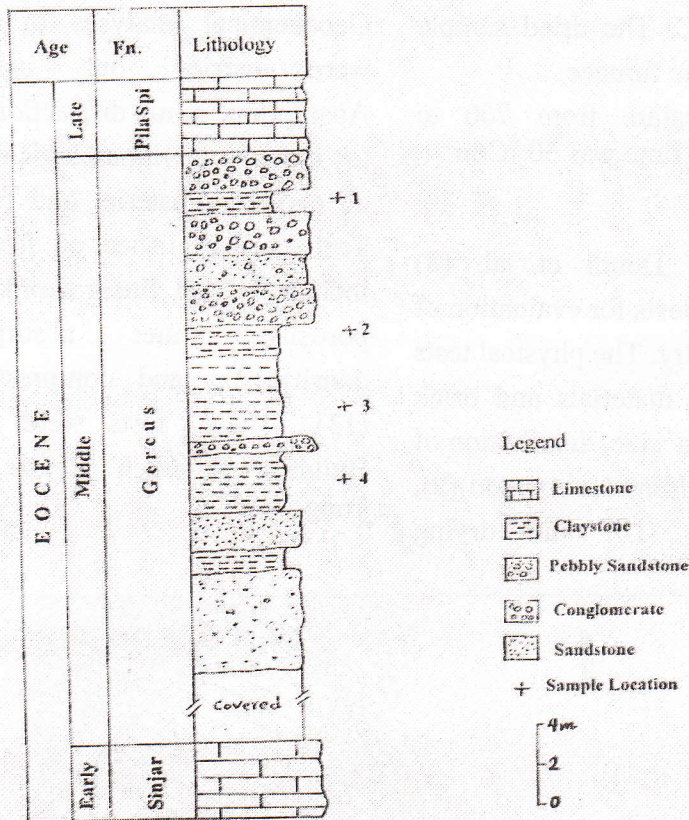 Age Fn. Lithology
Late
PilaSpi
EOCENE
Middle
Gercus
Early
Sinjar
+ 1
+ 2
+ 3
+ 4
Covered
Legend
Limestone
Claystone
Pebbly Sandstone
Conglomerate
Sandstone
+ Sample Location
4m
2
0